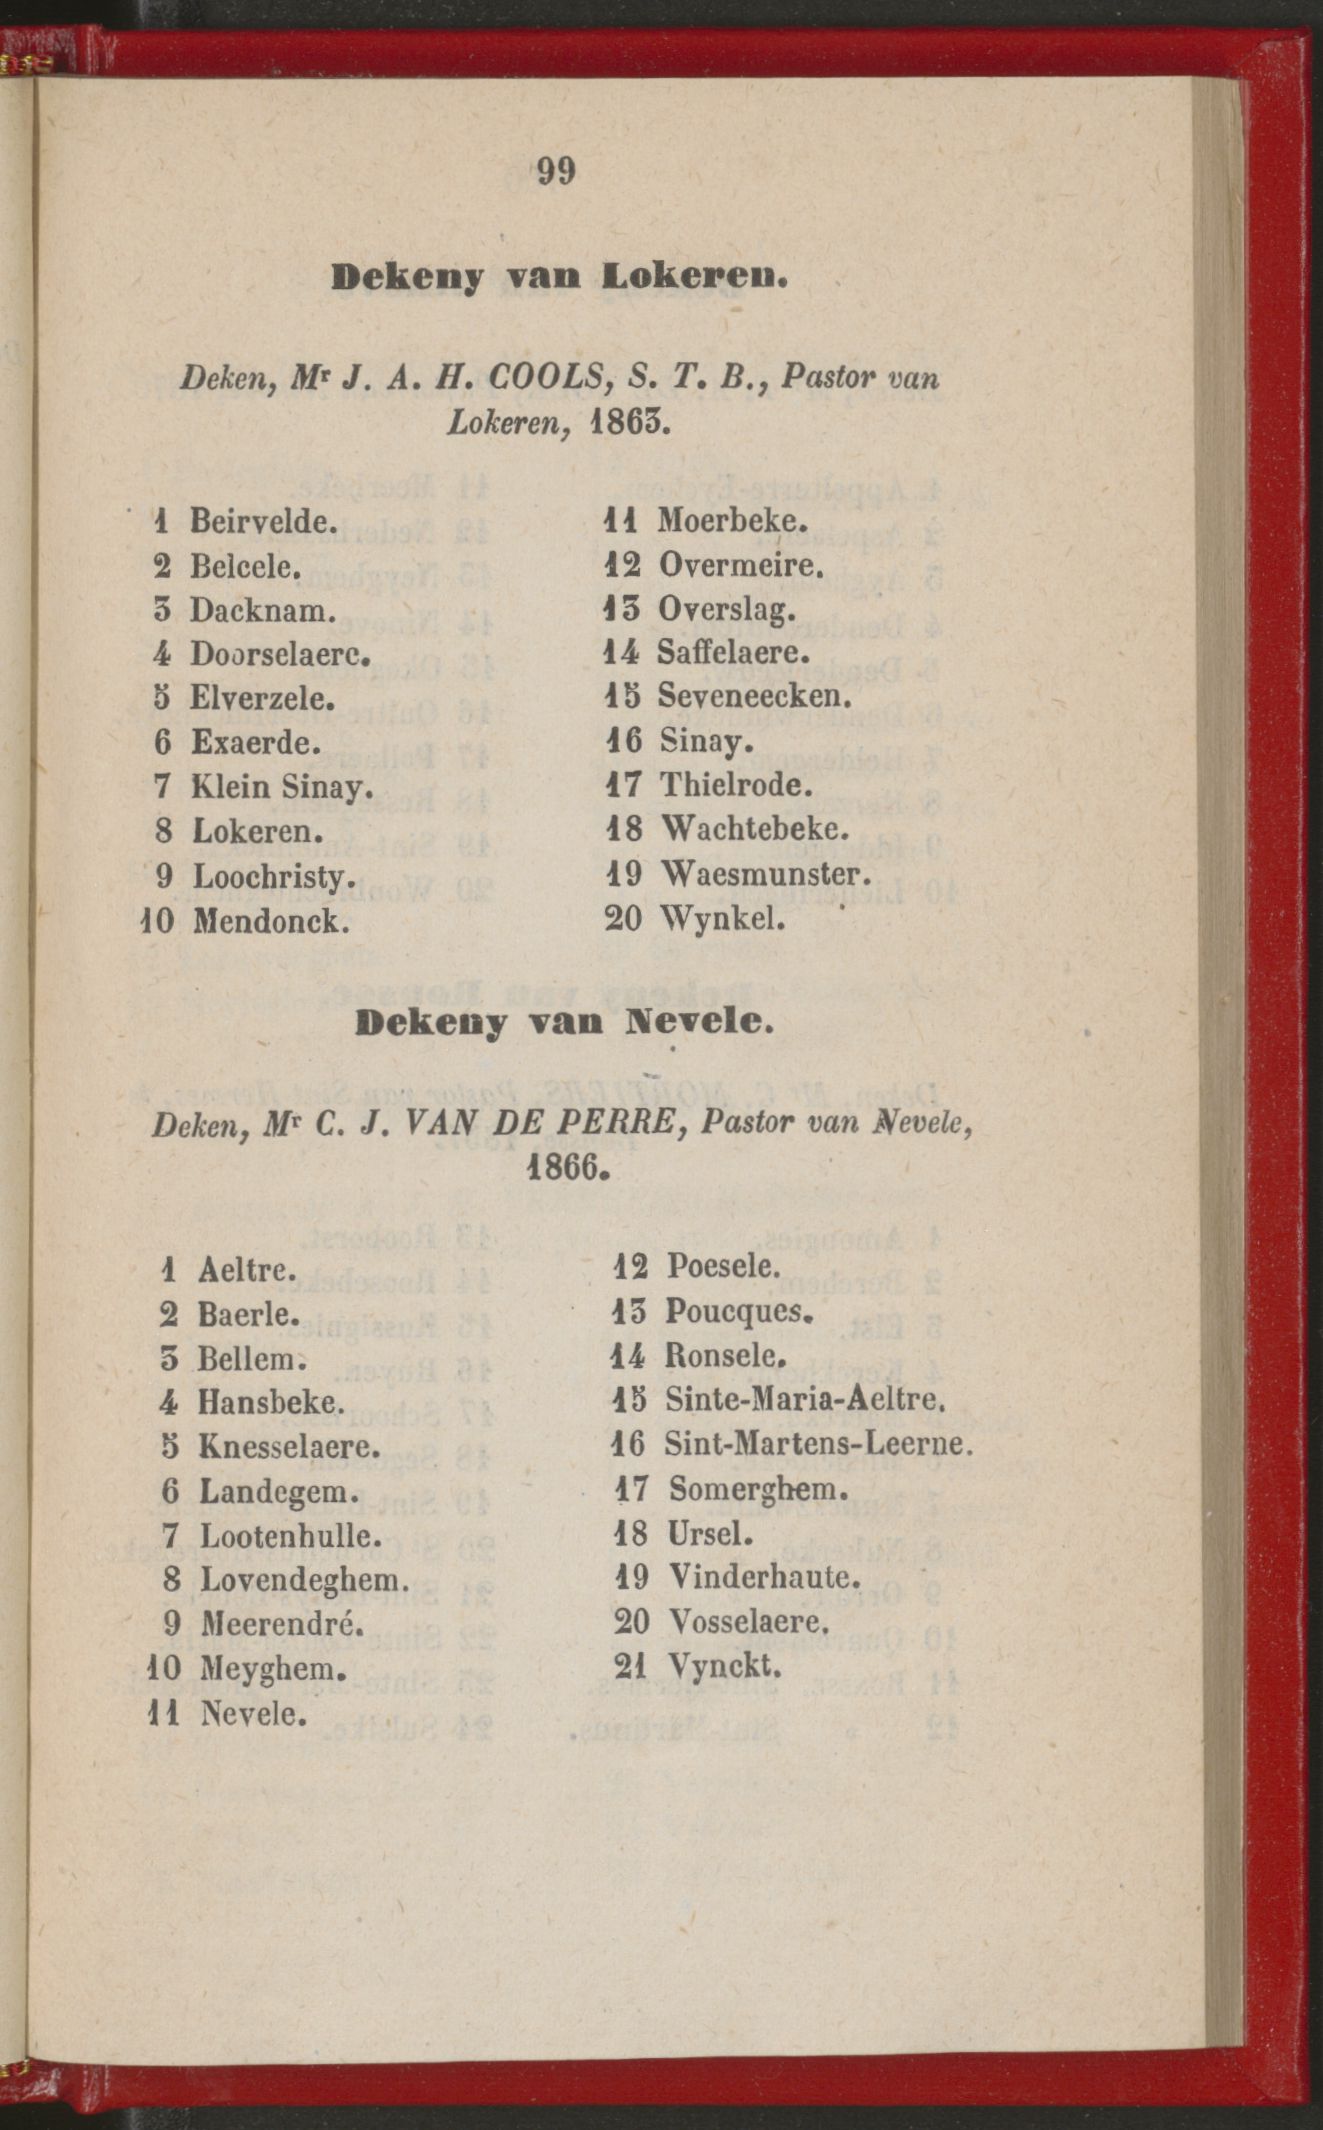 99
Dekeny van Lokeren.
Deken, Mr J. A. H. COOLS, S. T. B., Pastor van
Lokeren, 1863.
1 Beirvelde.
2 Belcele.
3 Dacknam.
4 Doorselaere.
5 Elverzele.
6 Exaerde.
7 Klein Sinay.
8 Lokeren.
9 Loochristy.
10 Mendonck.
11 Moerbeke.
12 Overmeire.
13 Overslag.
14 Saffelaere.
15 Seveneecken.
16 Sinay.
17 Thielrode.
18 Wachtebeke.
19 Waesmunster.
20 Wynkel.
Dekeny van Nevele.
Deken, Mr C. J. VAN DE PERRE, Pastor van Nevele,
1866.
1 Aeltre.
2 Baerle.
3 Bellem.
4 Hansbeke.
5 Knesselaere.
6 Landegem.
7 Lootenhulle.
8 Lovendeghem.
9 Meerendré.
10 Meyghem.
11 Nevele.
12 Poesele.
13 Poucques.
14 Ronsele.
15 Sinte-Maria-Aeltre.
16 Sint-Martens-Leerne.
17 Somerghem.
18 Ursel.
19 Vinderhaute.
20 Vosselaere.
21 Vynckt.